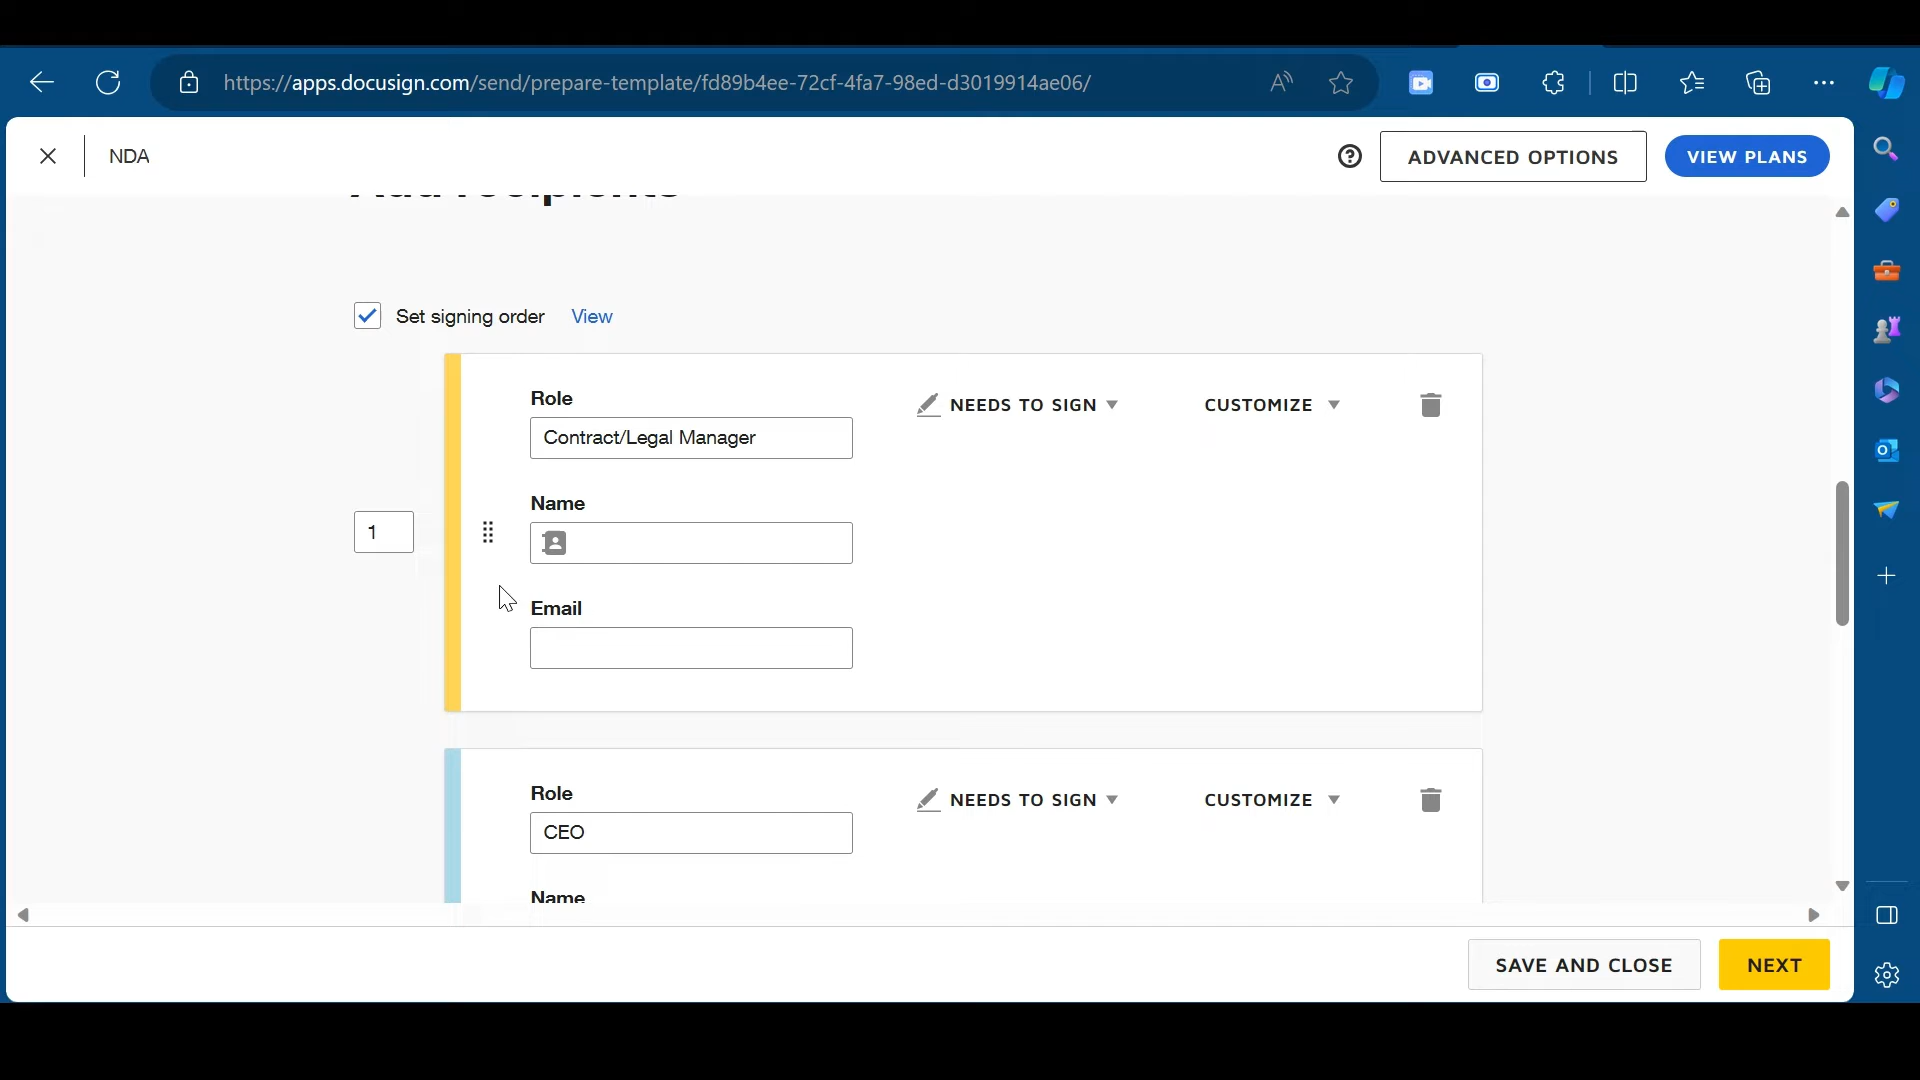 https://apps.docusign.com/send/prepare-template/fd89b4ee-72cf-4fa7-98ed-d3019914ae06/
NDA
ADVANCED OPTIONS
VIEW PLANS
Add recipients
Set signing order View
Role
NEEDS TO SIGN
CUSTOMIZE
Contract/Legal Manager
Name
1
Email
Role
NEEDS TO SIGN
CUSTOMIZE
CEO
Name
SAVE AND CLOSE
NEXT